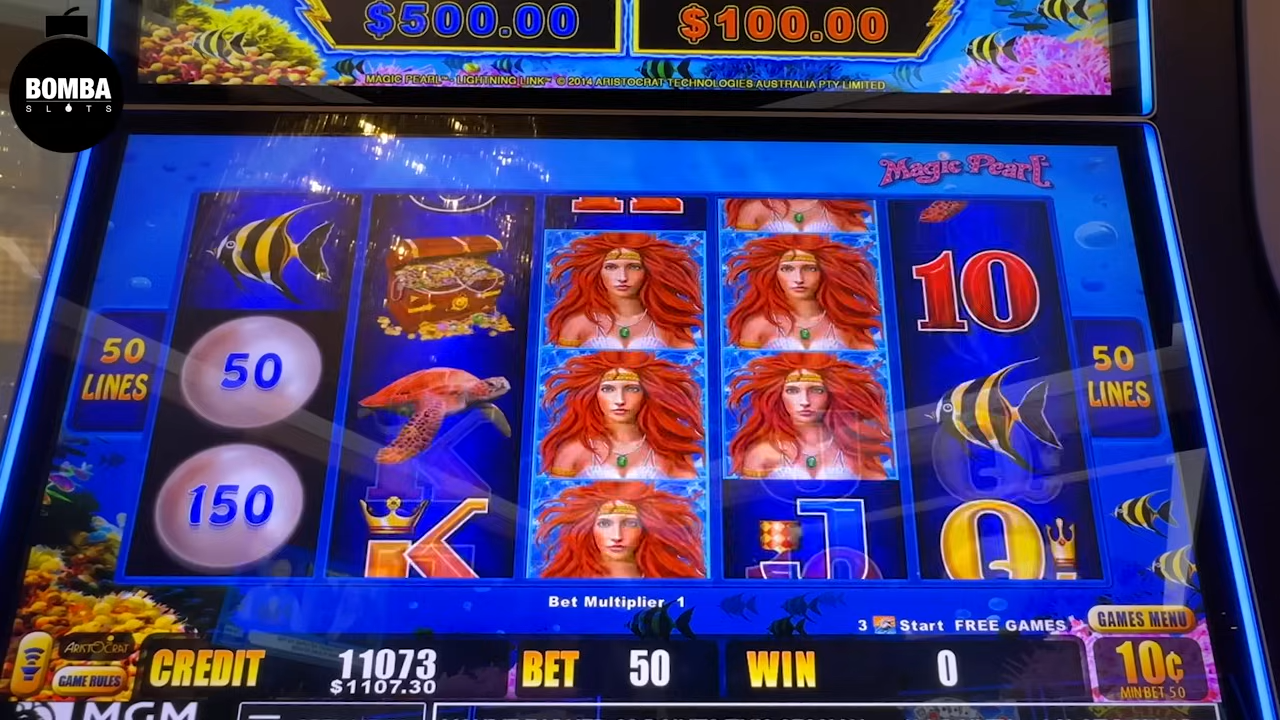 $500.00
$100.00
MAGIC PEARL™ - LIGHTNING LINK™ © 2014 ARISTOCRAT TECHNOLOGIES AUSTRALIA PTY LIMITED
BOMBA
SLOTS
Magic Pearl
10
50
150
50
LINES
50
LINES
K
J
Q
Bet Multiplier 1
3 Start FREE GAMES
GAMES MENU
ARISTOCRAT
GAME RULES
CREDIT 11073
$1107.30
BET 50
WIN 0
10¢
MIN BET 50
MGM